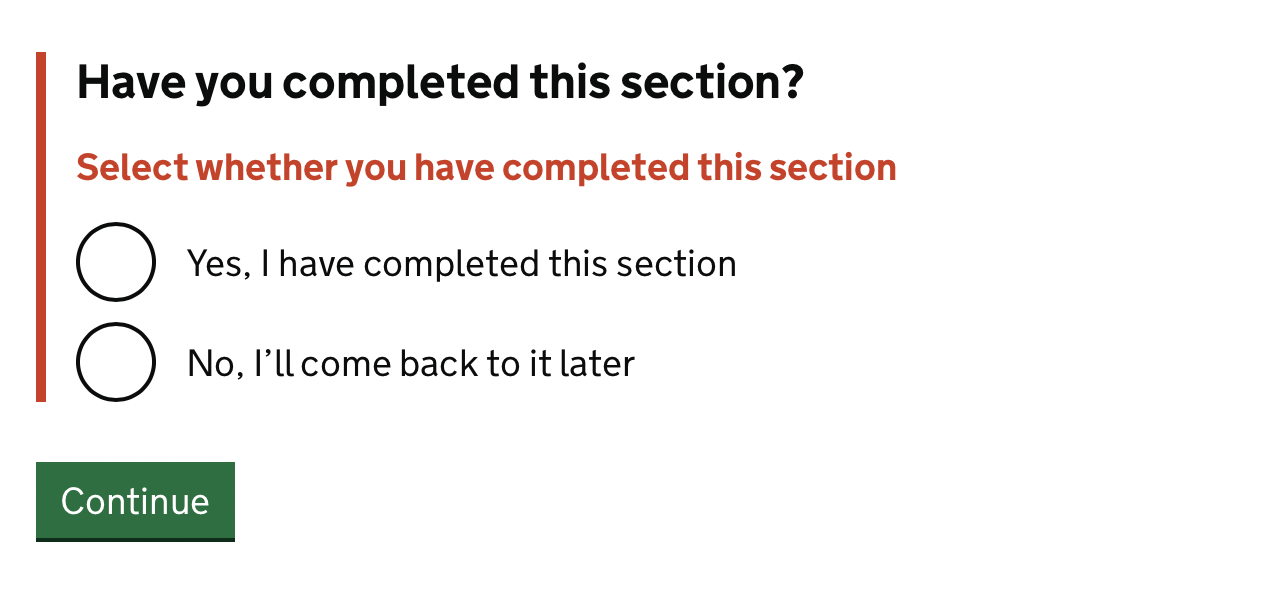 Have you completed this section?
Select whether you have completed this section
Yes, I have completed this section
No, I’ll come back to it later
Continue